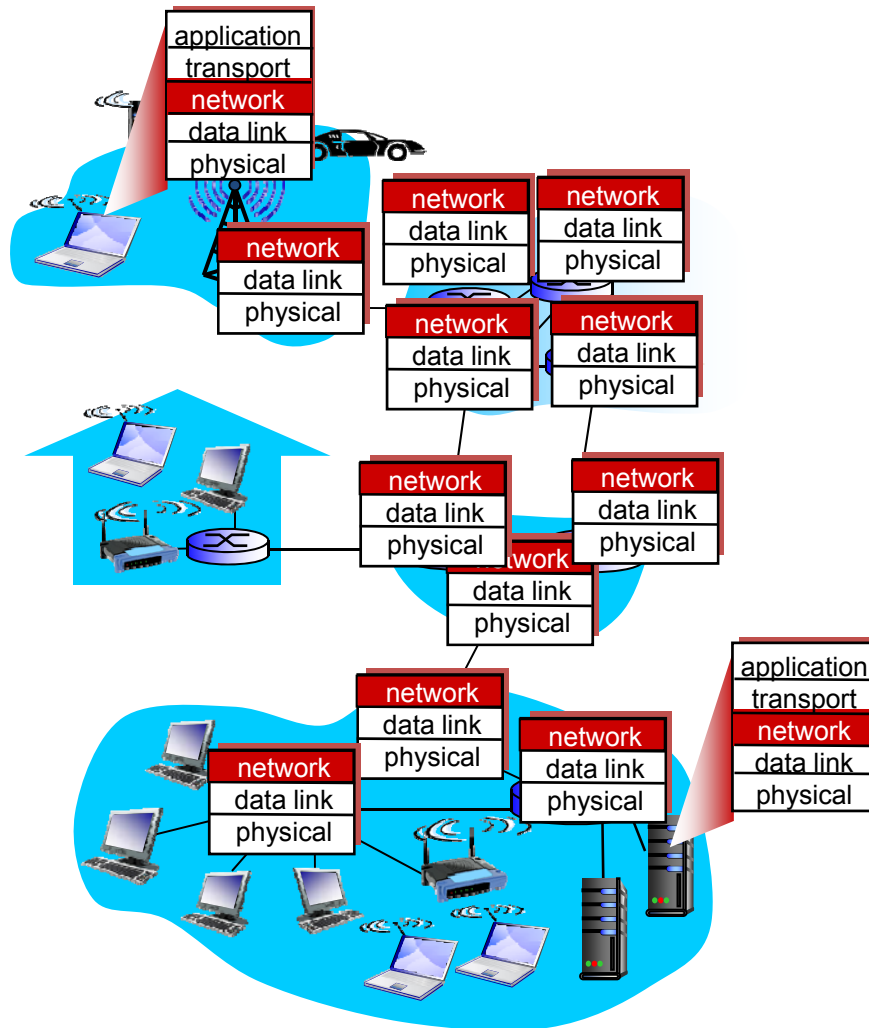 application
transport
network
data link
physical
network
data link
physical
network
data link
physical
network
data link
physical
network
data link
physical
network
data link
physical
network
data link
physical
network
data link
physical
network
data link
physical
network
data link
physical
network
data link
physical
network
data link
physical
application
transport
network
data link
physical